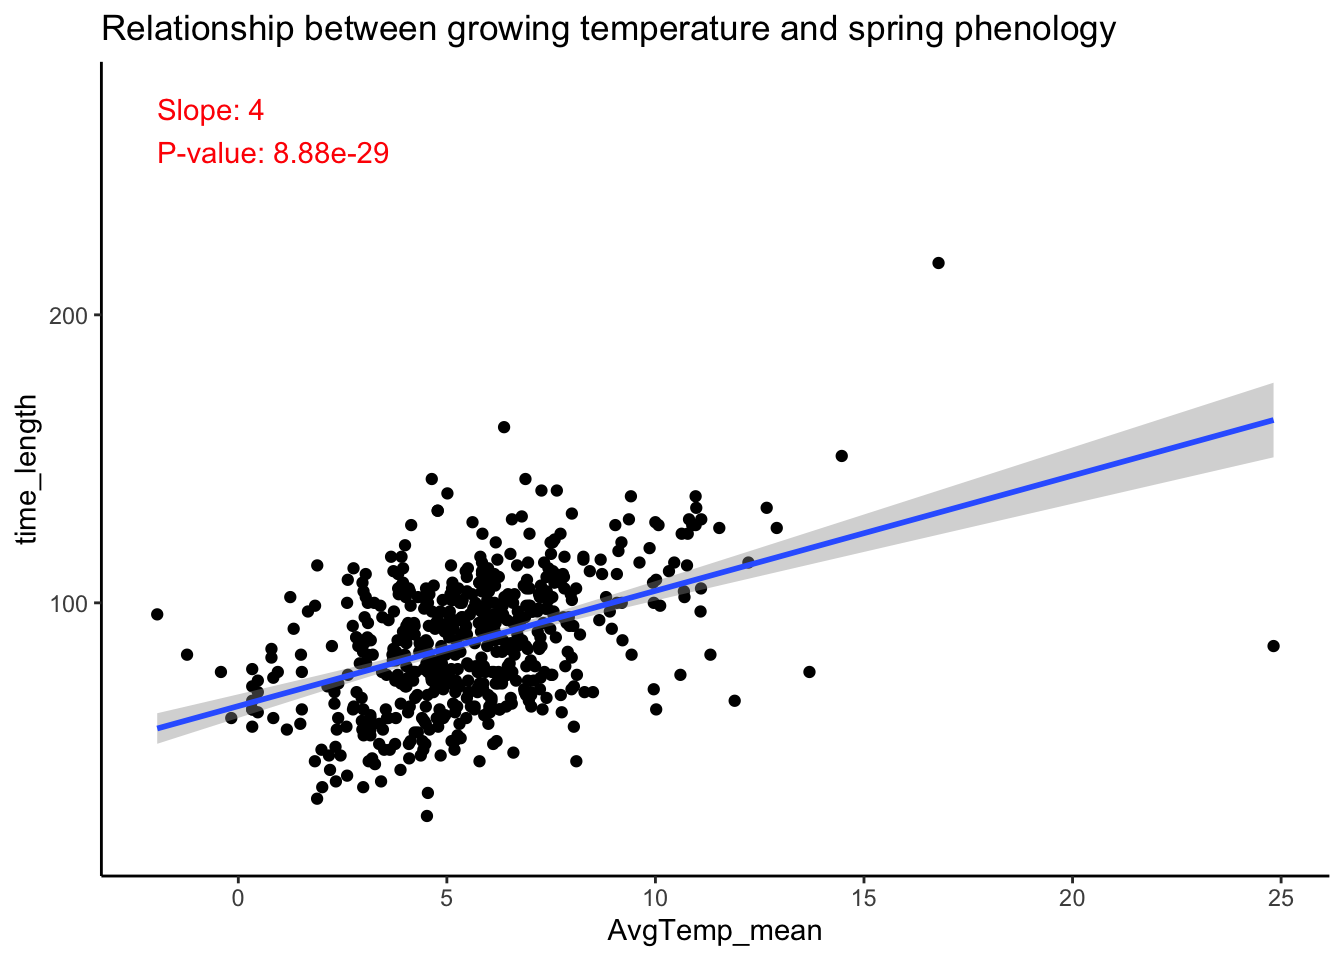 Relationship between growing temperature and spring phenology
Slope: 4
P-value: 8.88e-29
200
100
time_length
0 5 10 15 20 25
AvgTemp_mean